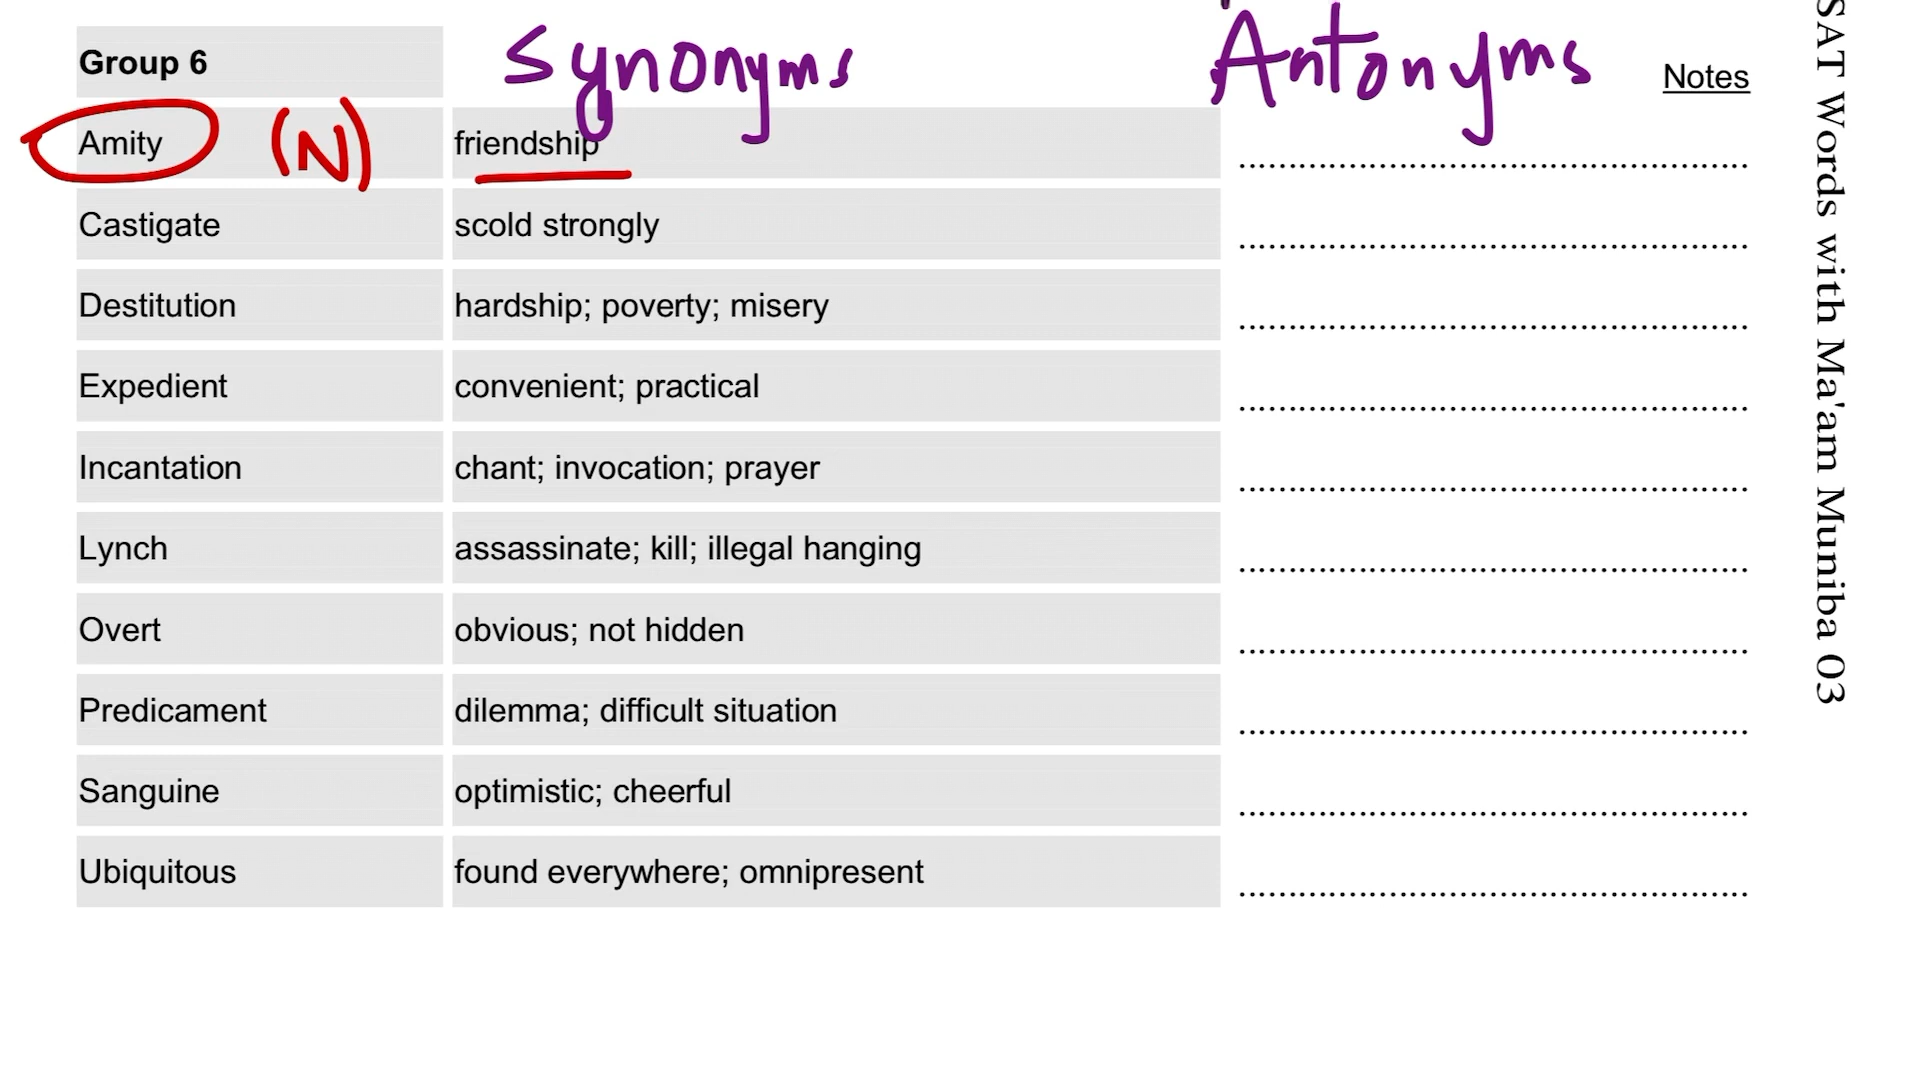 Group 6 Synonyms Antonyms Notes
Amity (N) friendship ................................................
Castigate scold strongly ................................................
Destitution hardship; poverty; misery ................................................
Expedient convenient; practical ................................................
Incantation chant; invocation; prayer ................................................
Lynch assassinate; kill; illegal hanging ................................................
Overt obvious; not hidden ................................................
Predicament dilemma; difficult situation ................................................
Sanguine optimistic; cheerful ................................................
Ubiquitous found everywhere; omnipresent ................................................
SAT Words with Ma'am Muniba 03